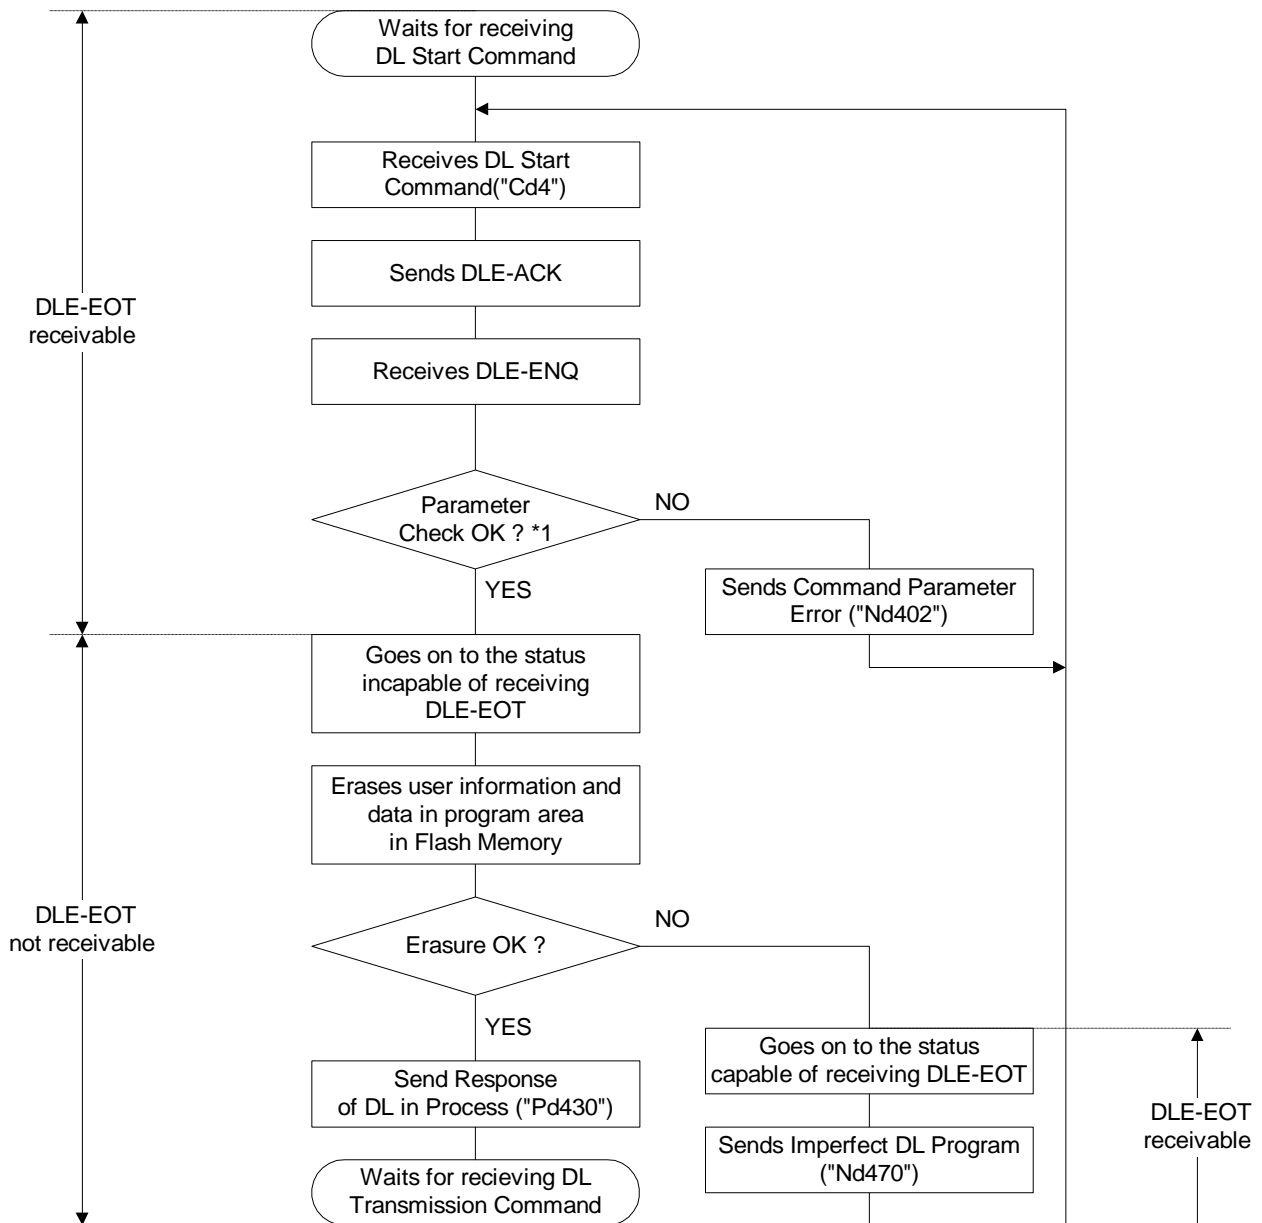 Waits for receiving
DL Start Command
Receives DL Start
Command("Cd4")
Sends DLE-ACK
DLE-EOT
receivable
Receives DLE-ENQ
Parameter
Check OK ? *1
NO
YES
Sends Command Parameter
Error ("Nd402")
Goes on to the status
incapable of receiving
DLE-EOT
Erases user information and
data in program area
in Flash Memory
DLE-EOT
not receivable
Erasure OK ?
NO
YES
Goes on to the status
capable of receiving DLE-EOT
Send Response
of DL in Process ("Pd430")
DLE-EOT
receivable
Sends Imperfect DL Program
("Nd470")
Waits for recieving DL
Transmission Command